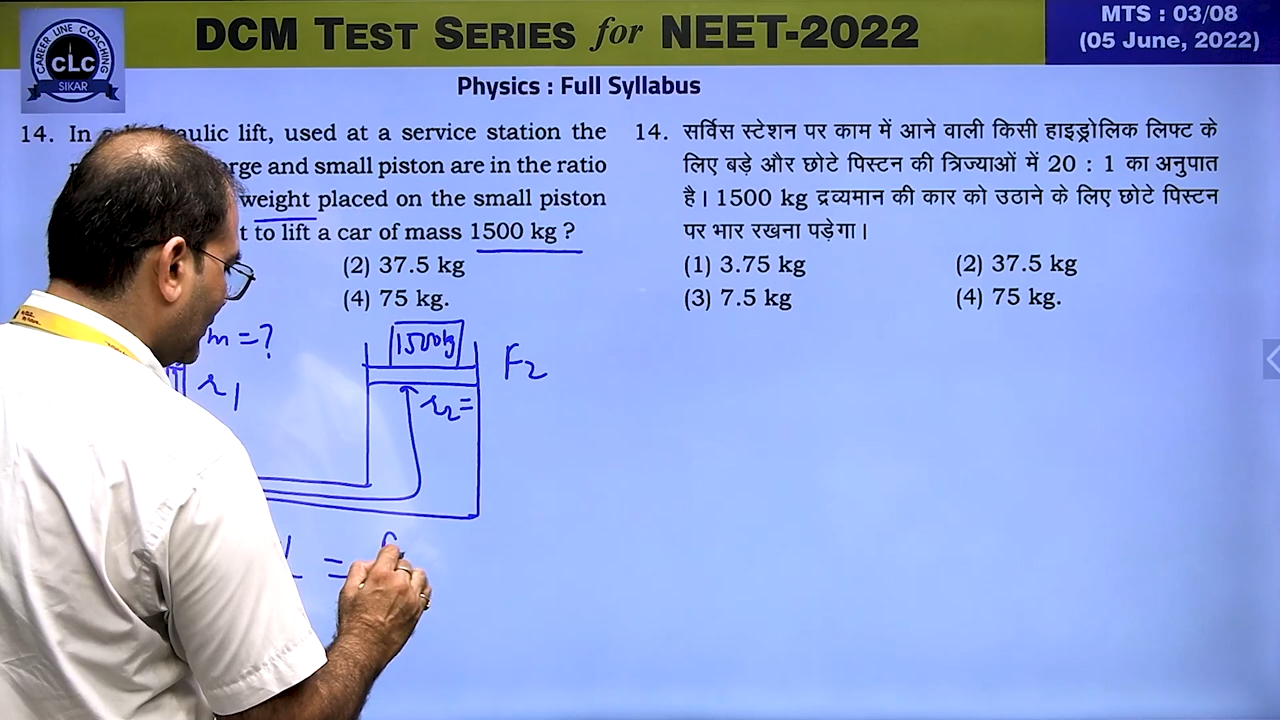 DCM TEST SERIES for NEET-2022
MTS : 03/08
(05 June, 2022)
CAREER LINE COACHING
CLC
SIKAR
Physics : Full Syllabus
14. In a hydraulic lift, used at a service station the
large and small piston are in the ratio
weight placed on the small piston
to lift a car of mass 1500 kg ?
(2) 37.5 kg
(4) 75 kg.
14. सर्विस स्टेशन पर काम में आने वाली किसी हाइड्रोलिक लिफ्ट के
लिए बड़े और छोटे पिस्टन की त्रिज्याओं में 20 : 1 का अनुपात
है। 1500 kg द्रव्यमान की कार को उठाने के लिए छोटे पिस्टन
पर भार रखना पड़ेगा।
(1) 3.75 kg
(2) 37.5 kg
(3) 7.5 kg
(4) 75 kg.
m = ?
1500kg
F2
r1
r2 =
=